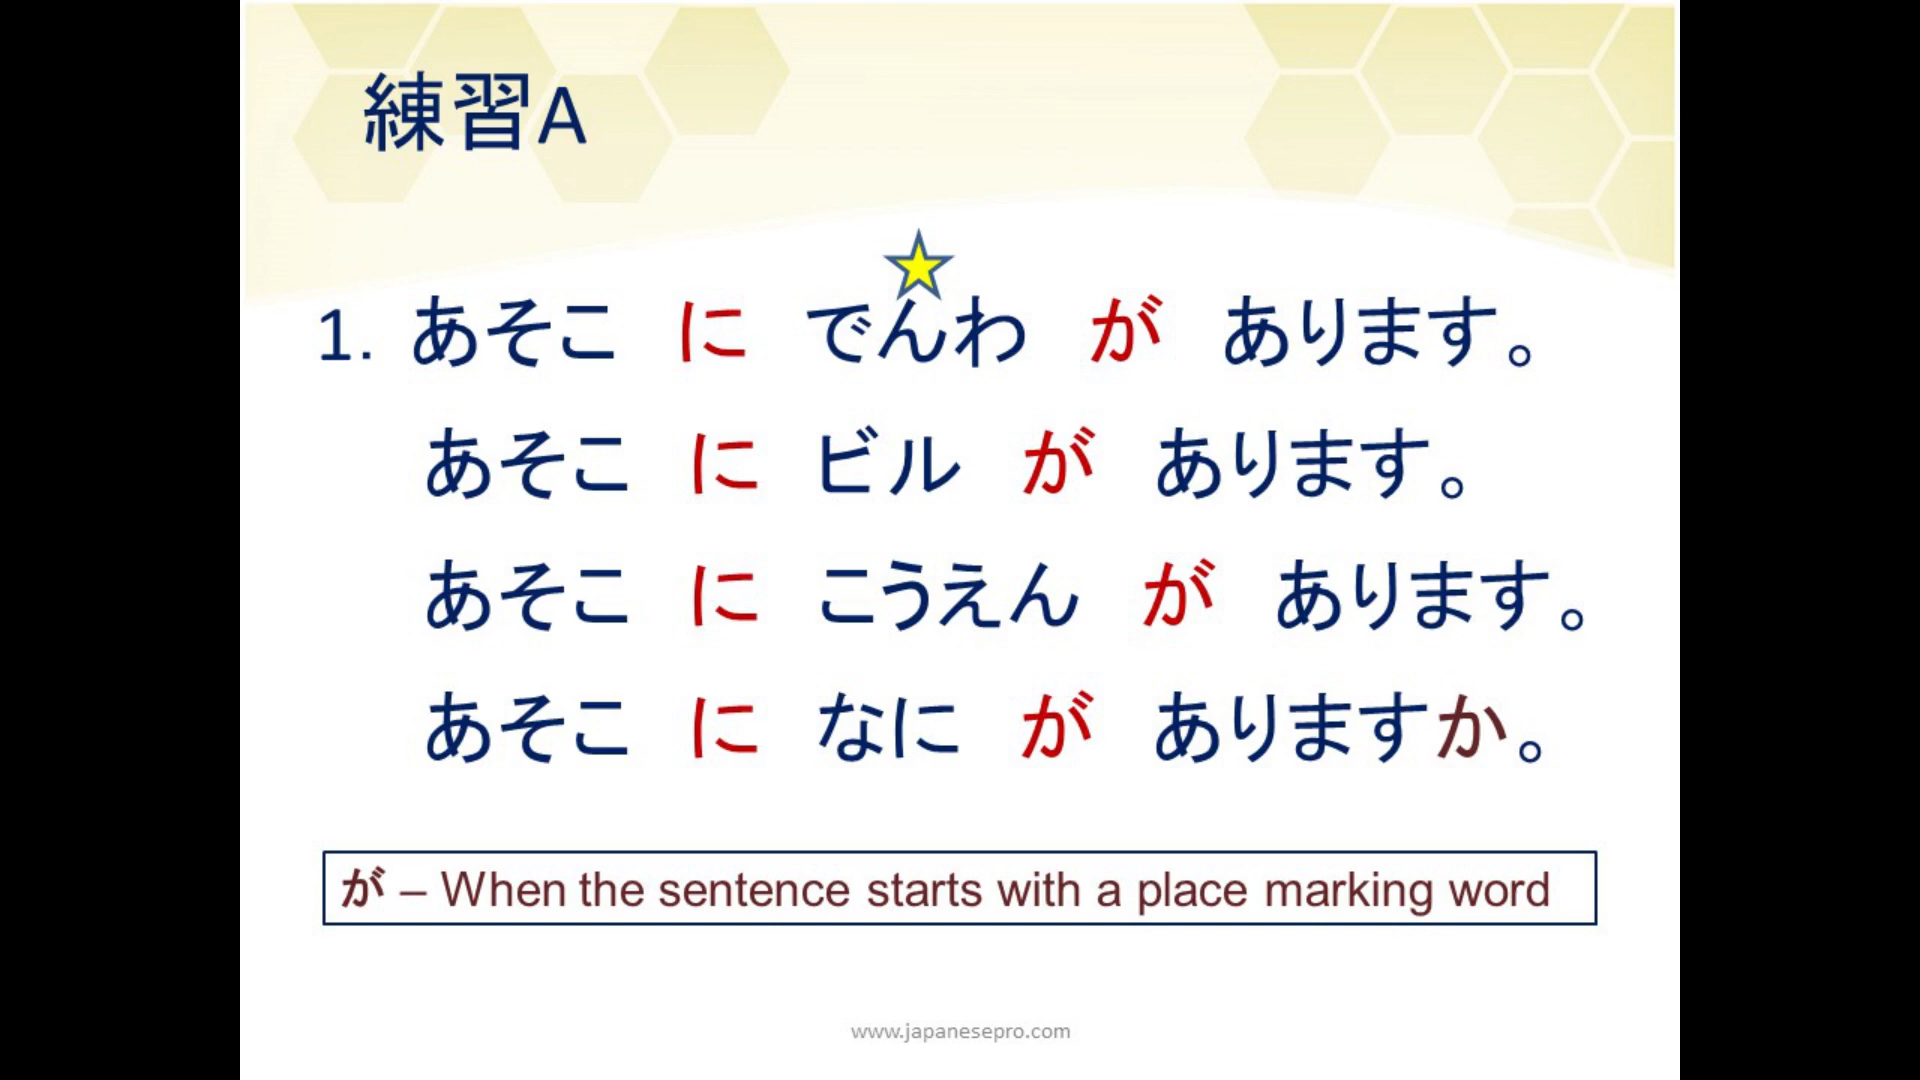 練習A
1. あそこ に でんわ が あります。
あそこ に ビル が あります。
あそこ に こうえん が あります。
あそこ に なに が ありますか。
が – When the sentence starts with a place marking word
www.japanesepro.com